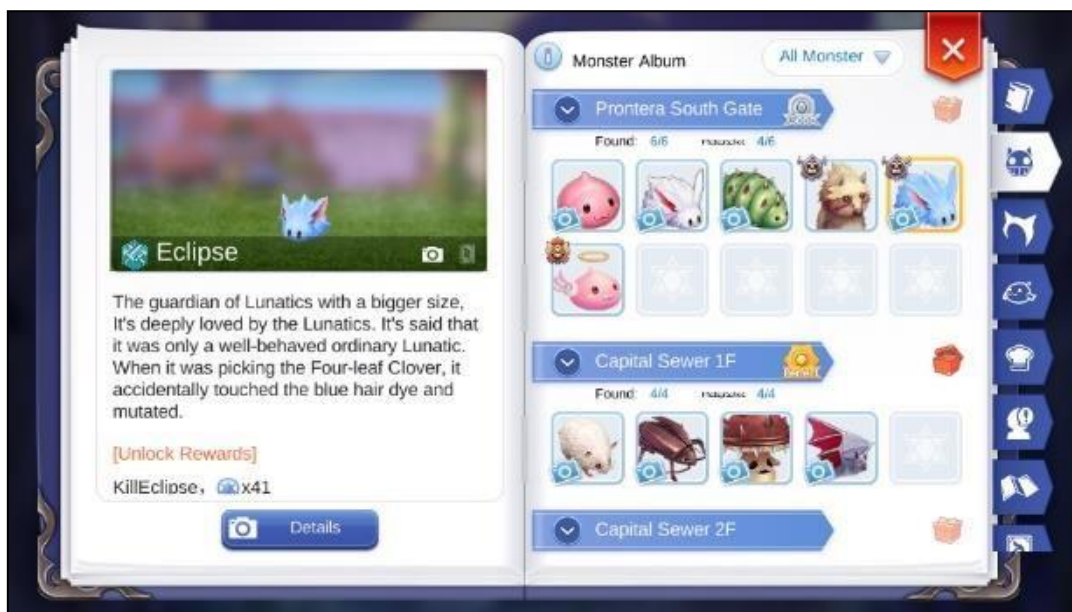 Eclipse
The guardian of Lunatics with a bigger size,
It's deeply loved by the Lunatics. It's said that
it was only a well-behaved ordinary Lunatic.
When it was picking the Four-leaf Clover, it
accidentally touched the blue hair dye and
mutated.
[Unlock Rewards]
KillEclipse, x41
Details
Monster Album
All Monster
Prontera South Gate
Found: 6/6 4/6
Capital Sewer 1F
Found: 4/4 4/4
Capital Sewer 2F